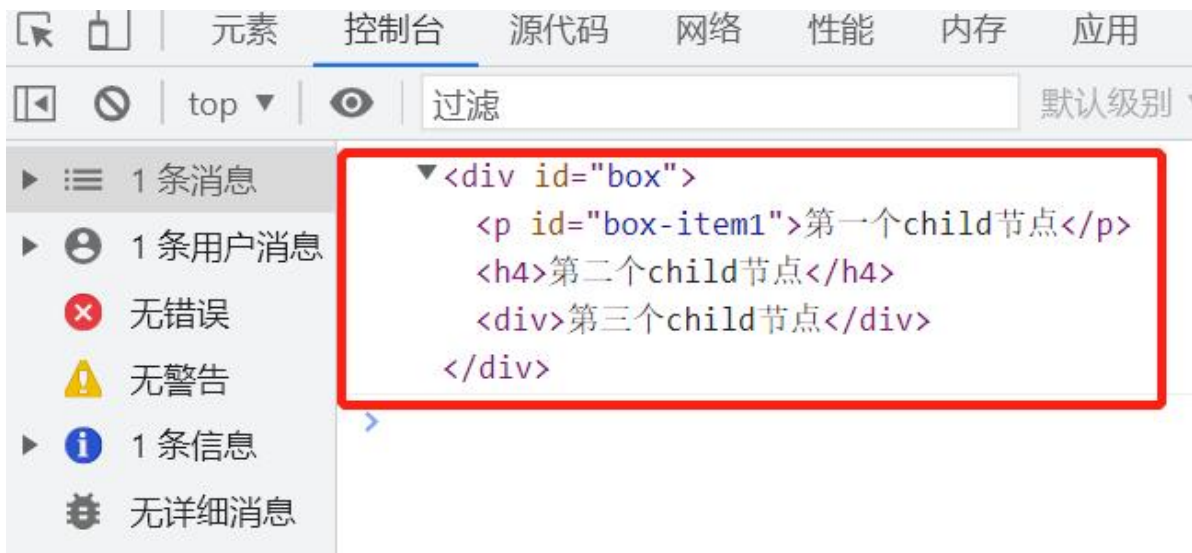 元素 控制台 源代码 网络 性能 内存 应用
top 过滤 默认级别
1 条消息
1 条用户消息
无错误
无警告
1 条信息
无详细消息
<div id="box">
<p id="box-item1">第一个child节点</p>
<h4>第二个child节点</h4>
<div>第三个child节点</div>
</div>